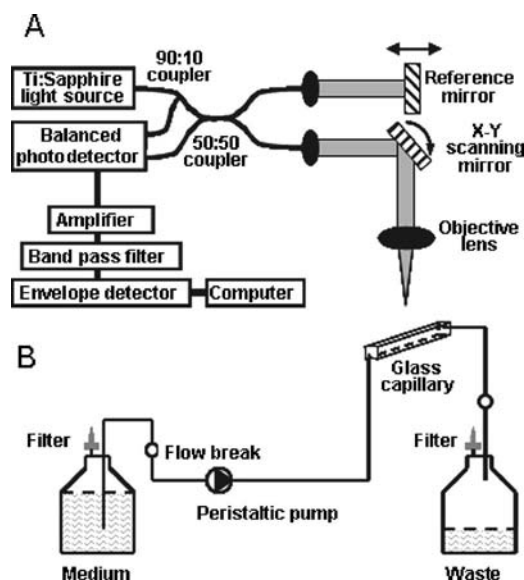 A
90:10
coupler
Ti:Sapphire
light source
Reference
mirror
Balanced
photo detector
50:50
coupler
X-Y
scanning
mirror
Amplifier
Objective
lens
Band pass filter
Envelope detector
Computer
B
Glass
capillary
Filter
Flow break
Filter
Peristaltic pump
Medium
Waste